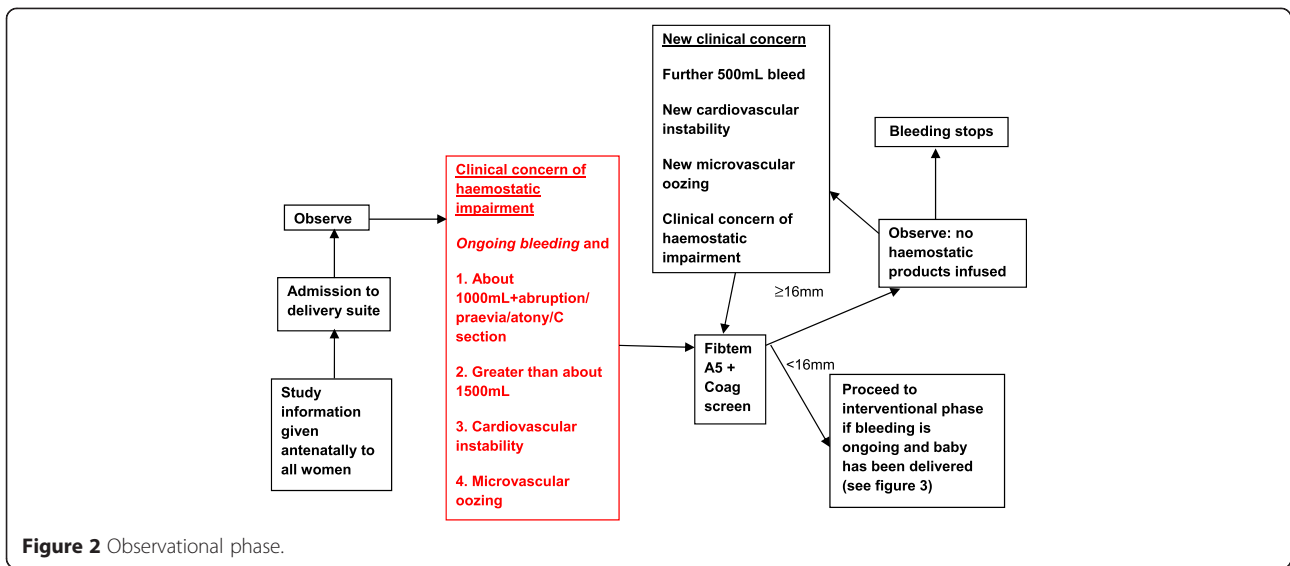 Study
information
given
antenatally to
all women
Admission to
delivery suite
Observe
Clinical concern of
haemostatic
impairment
Ongoing bleeding and
1. About
1000mL+abruption/
praevia/atony/C
section
2. Greater than about
1500mL
3. Cardiovascular
instability
4. Microvascular
oozing
New clinical concern
Further 500mL bleed
New cardiovascular
instability
New microvascular
oozing
Clinical concern of
haemostatic
impairment
Fibtem
A5 +
Coag
screen
≥16mm
<16mm
Observe: no
haemostatic
products infused
Bleeding stops
Proceed to
interventional phase
if bleeding is
ongoing and baby
has been delivered
(see figure 3)
Figure 2 Observational phase.